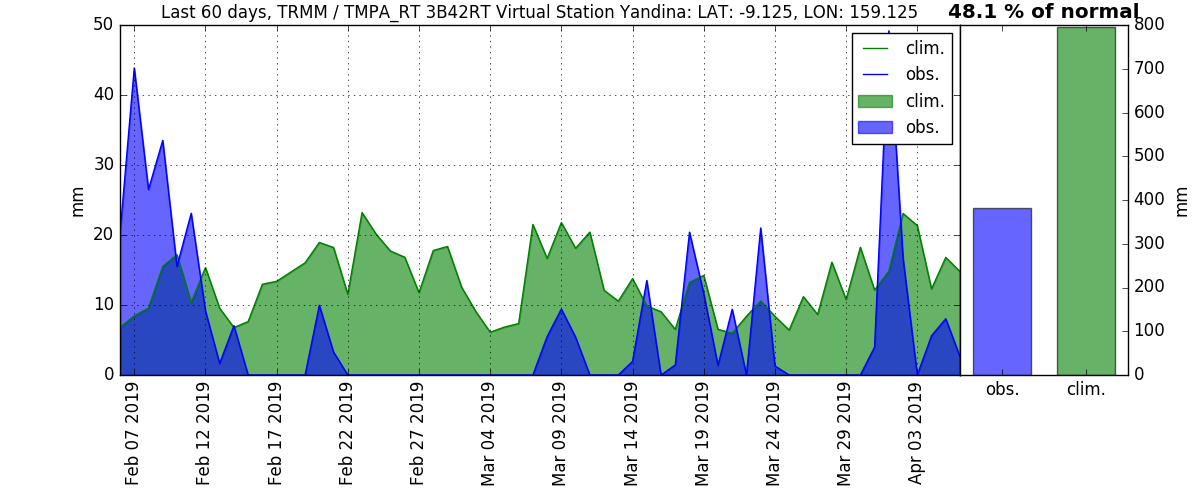 Last 60 days, TRMM / TMPA_RT 3B42RT Virtual Station Yandina: LAT: -9.125, LON: 159.125
48.1 % of normal
50
40
30
20
10
0
mm
clim.
obs.
clim.
obs.
800
700
600
500
400
300
200
100
0
mm
obs.
clim.
Feb 07 2019
Feb 12 2019
Feb 17 2019
Feb 22 2019
Feb 27 2019
Mar 04 2019
Mar 09 2019
Mar 14 2019
Mar 19 2019
Mar 24 2019
Mar 29 2019
Apr 03 2019